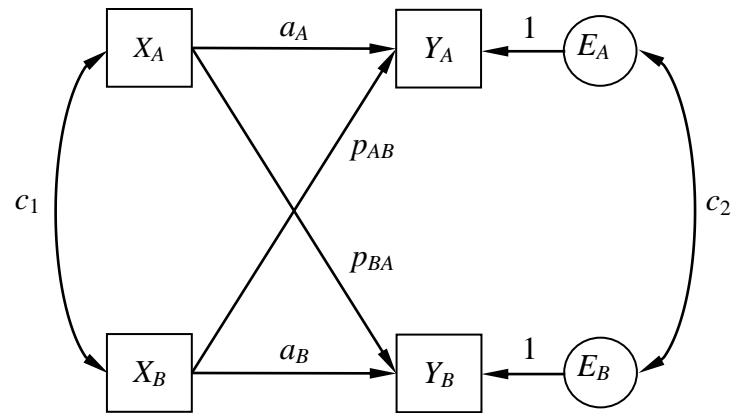 X_A a_A Y_A 1 E_A
p_AB
c_1 c_2
p_BA
X_B a_B Y_B 1 E_B